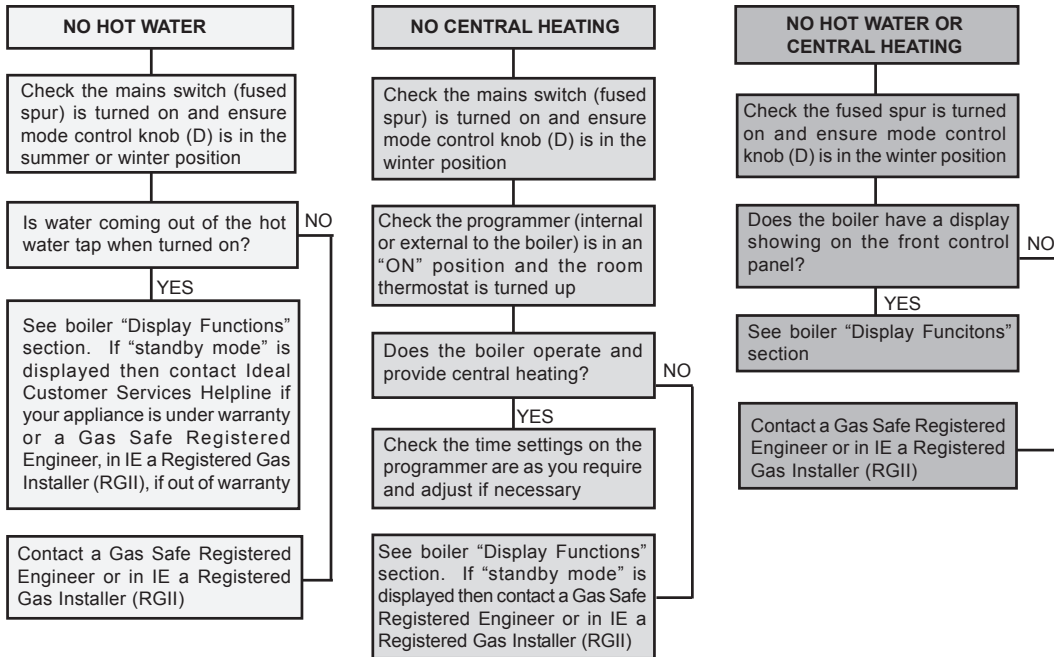 NO HOT WATER
Check the mains switch (fused
spur) is turned on and ensure
mode control knob (D) is in the
summer or winter position
Is water coming out of the hot
water tap when turned on?
NO
YES
See boiler “Display Functions”
section. If “standby mode” is
displayed then contact Ideal
Customer Services Helpline if
your appliance is under warranty
or a Gas Safe Registered
Engineer, in IE a Registered Gas
Installer (RGII), if out of warranty
Contact a Gas Safe Registered
Engineer or in IE a Registered
Gas Installer (RGII)
NO CENTRAL HEATING
Check the mains switch (fused
spur) is turned on and ensure
mode control knob (D) is in the
winter position
Check the programmer (internal
or external to the boiler) is in an
“ON” position and the room
thermostat is turned up
Does the boiler operate and
provide central heating?
NO
YES
Check the time settings on the
programmer are as you require
and adjust if necessary
See boiler “Display Functions”
section. If “standby mode” is
displayed then contact a Gas Safe
Registered Engineer or in IE a
Registered Gas Installer (RGII)
NO HOT WATER OR
CENTRAL HEATING
Check the fused spur is turned
on and ensure mode control
knob (D) is in the winter position
Does the boiler have a display
showing on the front control
panel?
NO
YES
See boiler “Display Funcitons”
section
Contact a Gas Safe Registered
Engineer or in IE a Registered
Gas Installer (RGII)